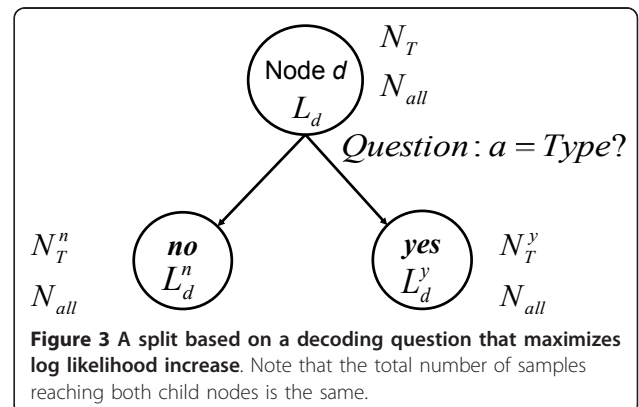 Node d
L_d
N_T
N_all
Question: a = Type?
N_T^n
N_all
no
L_d^n
yes
L_d^y
N_T^y
N_all
Figure 3 A split based on a decoding question that maximizes
log likelihood increase. Note that the total number of samples
reaching both child nodes is the same.